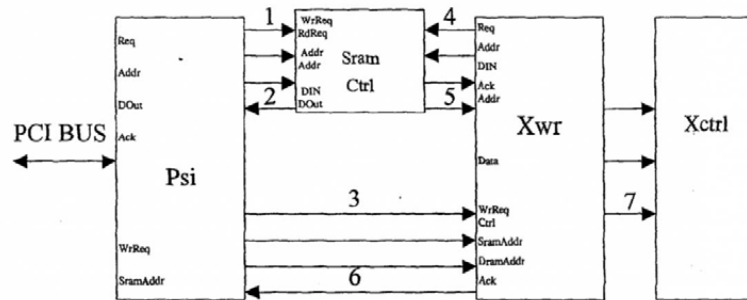 1
4
WrReq
RdReq
Req
Req
Addr
Addr
Sram
Addr
Addr
DIN
Ctrl
Ack
DOut
DIN
DOut
2
5
Addr
Ack
PCI BUS
Psi
Xwr
Xctrl
Data
3
7
WrReq
Ctrl
WrReq
SramAddr
SramAddr
DramAddr
6
Ack